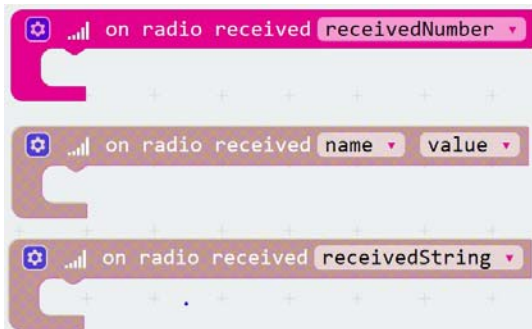 on radio received receivedNumber
on radio received name value
on radio received receivedString